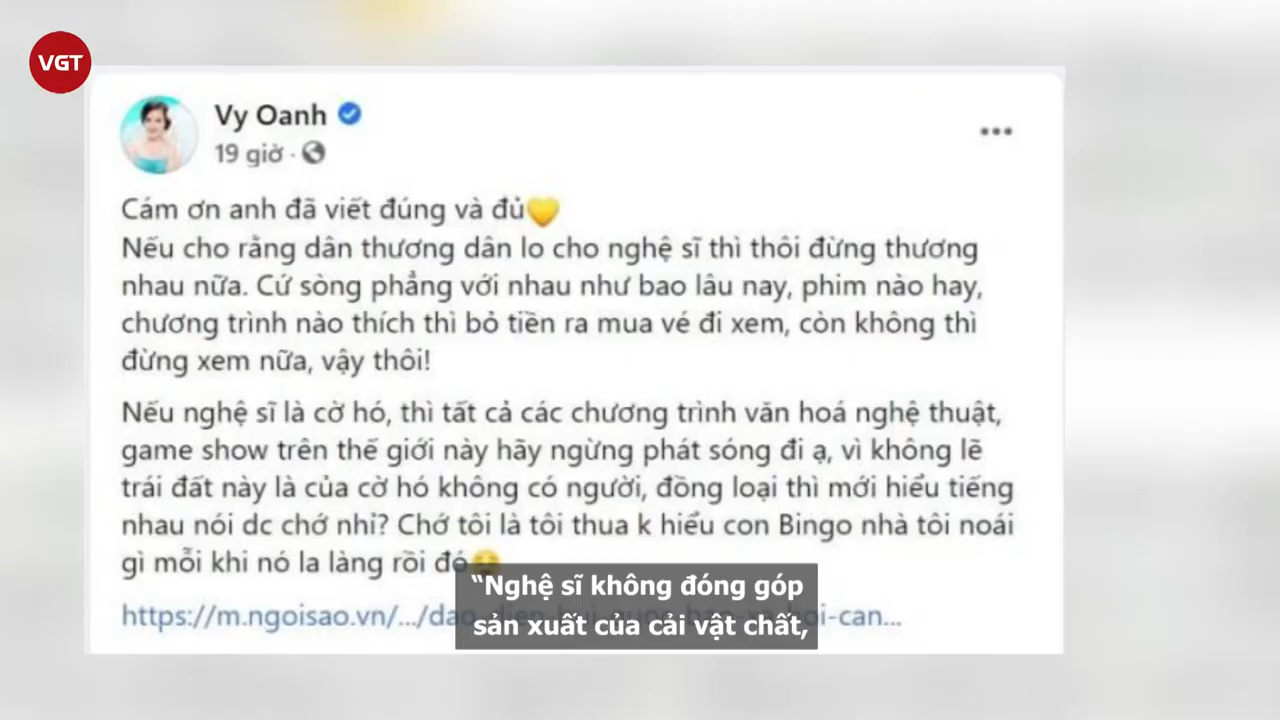 VGT
Vy Oanh
19 giờ ·
Cám ơn anh đã viết đúng và đủ💛
Nếu cho rằng dân thương dân lo cho nghệ sĩ thì thôi đừng thương
nhau nữa. Cứ sòng phẳng với nhau như bao lâu nay, phim nào hay,
chương trình nào thích thì bỏ tiền ra mua vé đi xem, còn không thì
đừng xem nữa, vậy thôi!
Nếu nghệ sĩ là cờ hó, thì tất cả các chương trình văn hoá nghệ thuật,
game show trên thế giới này hãy ngừng phát sóng đi ạ, vì không lẽ
trái đất này là của cờ hó không có người, đồng loại thì mới hiểu tiếng
nhau nói dc chớ nhỉ? Chớ tôi là tôi thua k hiểu con Bingo nhà tôi noái
gì mỗi khi nó la làng rồi đó
“Nghệ sĩ không đóng góp
sản xuất của cải vật chất,
https://m.ngoisao.vn/.../dao